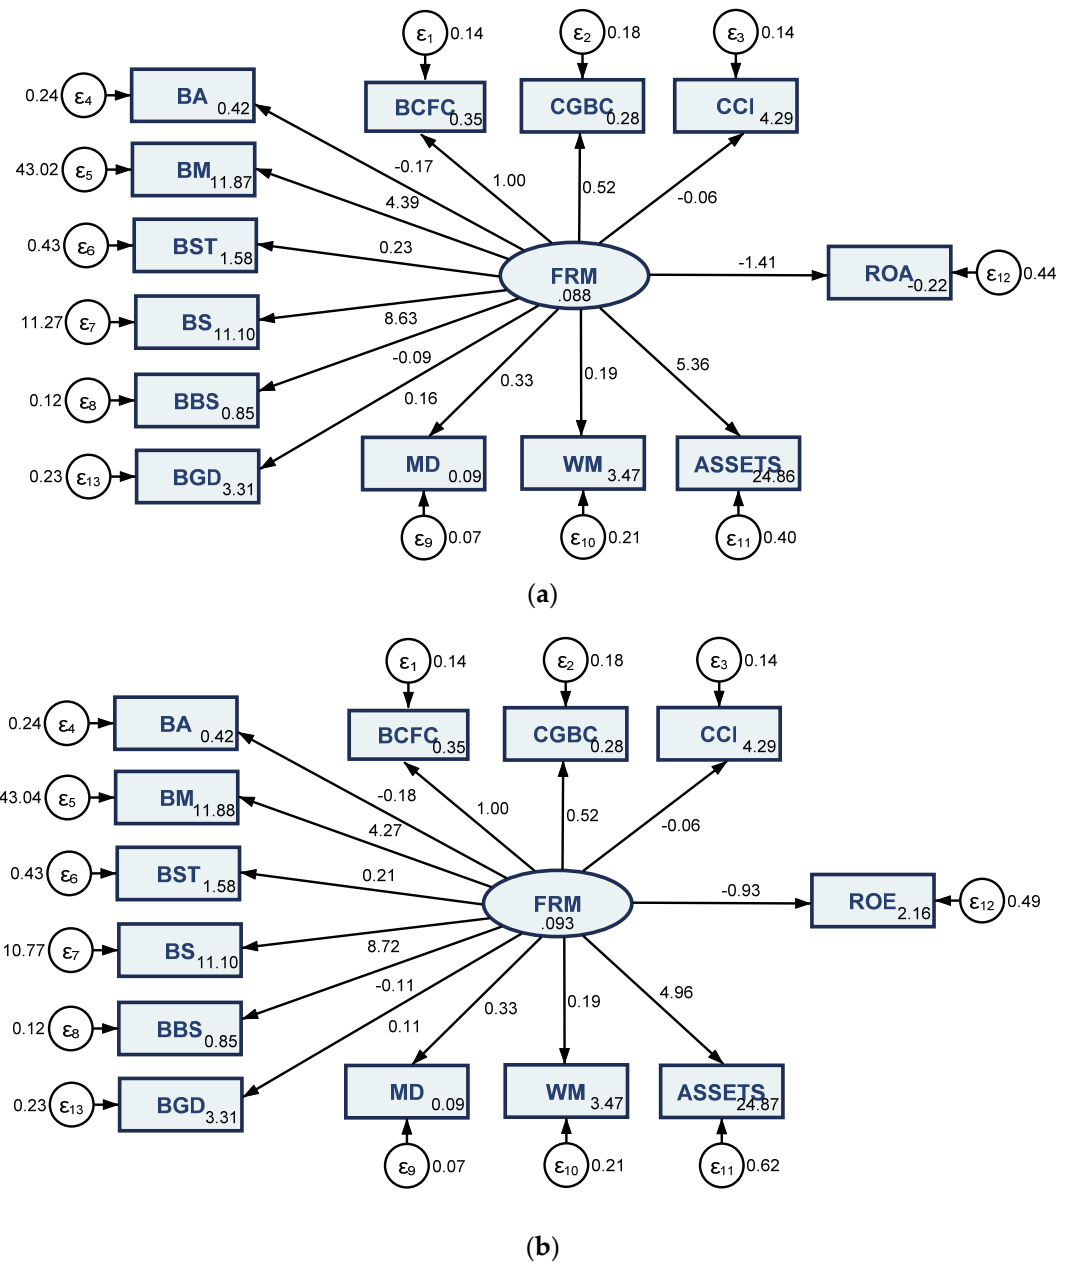 ε1 0.14
ε2 0.18
ε3 0.14
0.24 ε4 BA 0.42
BCFC 0.35
CGBC 0.28
CCI 4.29
43.02 ε5 BM 11.87
-0.17
1.00
0.52
-0.06
4.39
0.43 ε6 BST 1.58
0.23
FRM
.088
-1.41
ROA -0.22
ε12 0.44
11.27 ε7 BS 11.10
8.63
-0.09
0.33
0.19
5.36
0.12 ε8 BBS 0.85
0.16
0.23 ε13 BGD 3.31
MD 0.09
WM 3.47
ASSETS 24.86
ε9 0.07
ε10 0.21
ε11 0.40
(a)
ε1 0.14
ε2 0.18
ε3 0.14
0.24 ε4 BA 0.42
BCFC 0.35
CGBC 0.28
CCI 4.29
43.04 ε5 BM 11.88
-0.18
1.00
0.52
-0.06
4.27
0.43 ε6 BST 1.58
0.21
FRM
.093
-0.93
ROE 2.16
ε12 0.49
10.77 ε7 BS 11.10
8.72
-0.11
0.33
0.19
4.96
0.12 ε8 BBS 0.85
0.11
0.23 ε13 BGD 3.31
MD 0.09
WM 3.47
ASSETS 24.87
ε9 0.07
ε10 0.21
ε11 0.62
(b)